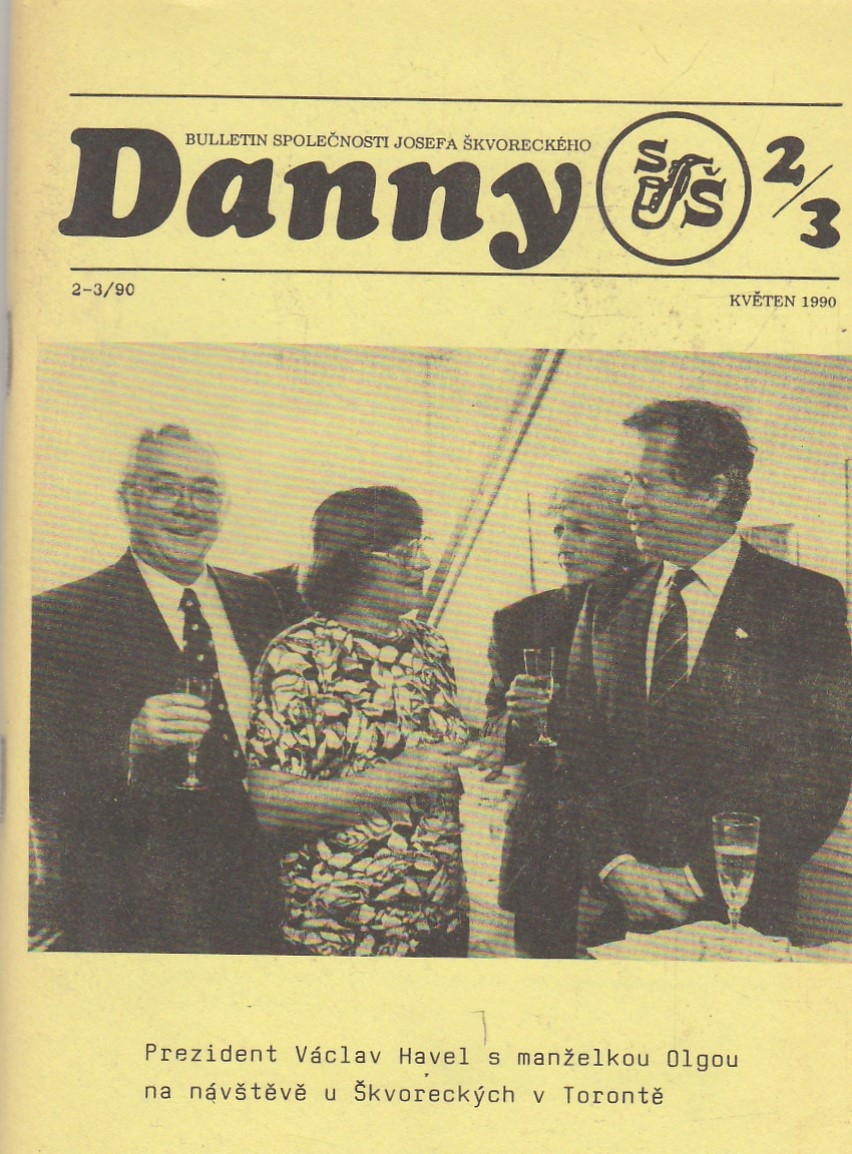 BULLETIN SPOLEČNOSTI JOSEFA ŠKVORECKÉHO
Danny
S J Š
2/3
2-3/90
KVĚTEN 1990
Prezident Václav Havel s manželkou Olgou
na návštěvě u Škvoreckých v Torontě